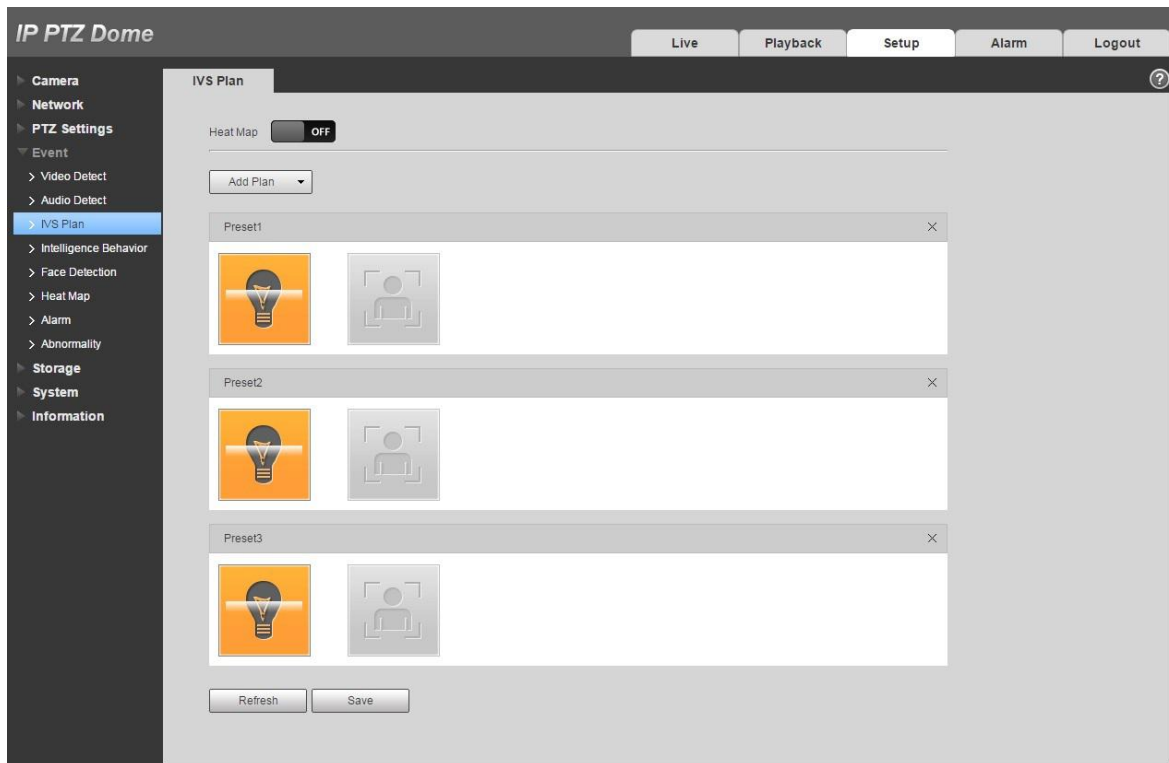 IP PTZ Dome
Live
Playback
Setup
Alarm
Logout
Camera
Network
PTZ Settings
Event
Video Detect
Audio Detect
IVS Plan
Intelligence Behavior
Face Detection
Heat Map
Alarm
Abnormality
Storage
System
Information
IVS Plan
?
Heat Map OFF
Add Plan
Preset1
Preset2
Preset3
Refresh
Save